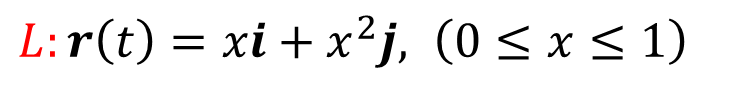 L: r(t) = xi + x²j, (0 ≤ x ≤ 1)